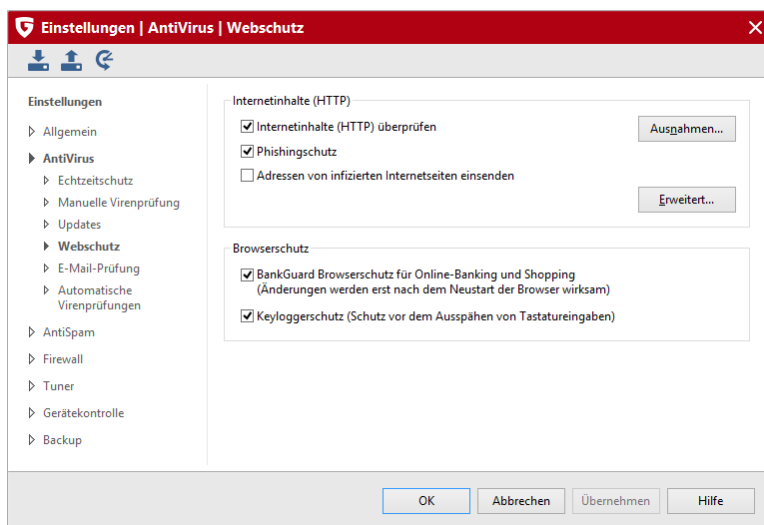 Einstellungen | AntiVirus | Webschutz
Einstellungen
Allgemein
AntiVirus
Echtzeitschutz
Manuelle Virenprüfung
Updates
Webschutz
E-Mail-Prüfung
Automatische
Virenprüfungen
AntiSpam
Firewall
Tuner
Gerätekontrolle
Backup
Internetinhalte (HTTP)
Internetinhalte (HTTP) überprüfen
Ausnahmen...
Phishingschutz
Adressen von infizierten Internetseiten einsenden
Erweitert...
Browserschutz
BankGuard Browserschutz für Online-Banking und Shopping
(Änderungen werden erst nach dem Neustart der Browser wirksam)
Keyloggerschutz (Schutz vor dem Ausspähen von Tastatureingaben)
OK
Abbrechen
Übernehmen
Hilfe